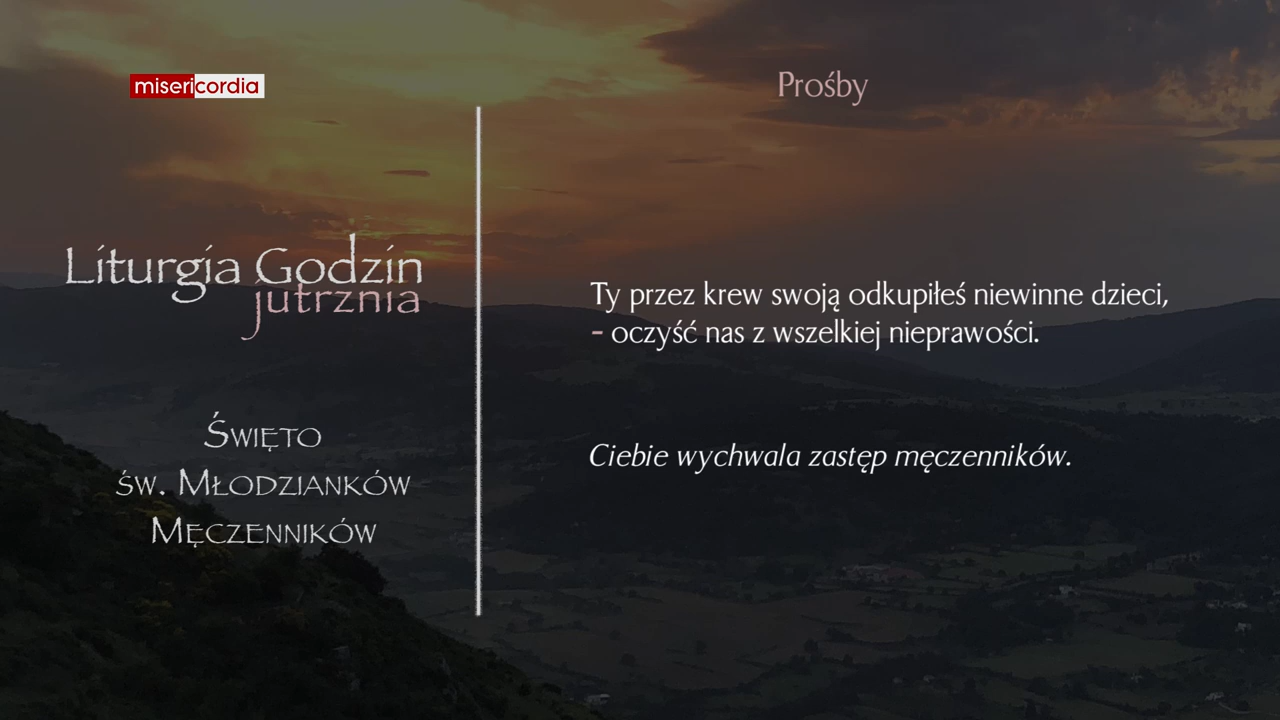 misericordia
Liturgia Godzin
jutrznia
Święto
św. Młodzianków
Męczenników
Prośby
Ty przez krew swoją odkupiłeś niewinne dzieci,
- oczyść nas z wszelkiej nieprawości.
Ciebie wychwala zastęp męczenników.